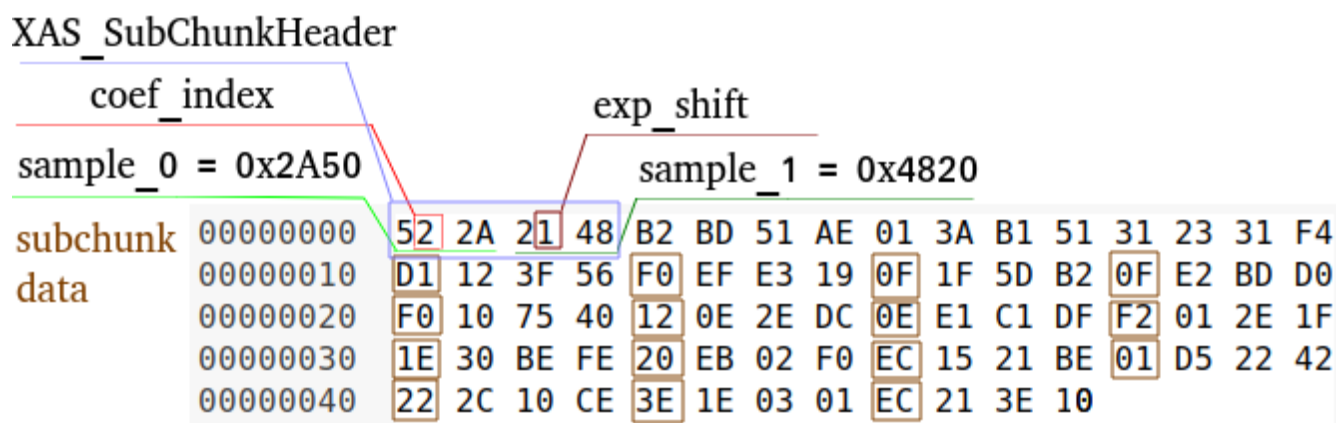 XAS_SubChunkHeader
coef_index
exp_shift
sample_0 = 0x2A50
sample_1 = 0x4820
subchunk data
00000000 52 2A 21 48 B2 BD 51 AE 01 3A B1 51 31 23 31 F4
00000010 D1 12 3F 56 F0 EF E3 19 0F 1F 5D B2 0F E2 BD D0
00000020 F0 10 75 40 12 0E 2E DC 0E E1 C1 DF F2 01 2E 1F
00000030 1E 30 BE FE 20 EB 02 F0 EC 15 21 BE 01 D5 22 42
00000040 22 2C 10 CE 3E 1E 03 01 EC 21 3E 10